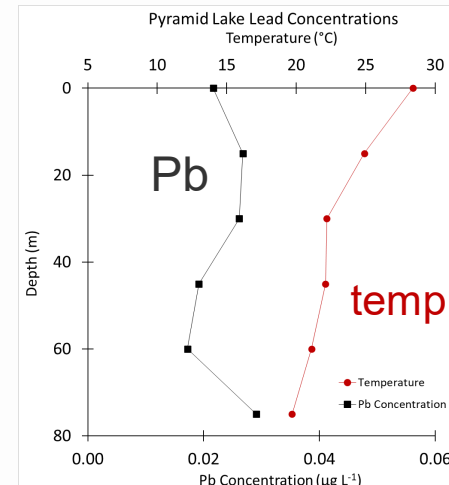 Pyramid Lake Lead Concentrations
Temperature (°C)
5 10 15 20 25 30
0
20
40
60
80
Depth (m)
Pb
temp
Temperature
Pb Concentration
0.00 0.02 0.04 0.06
Pb Concentration (µg L⁻¹)